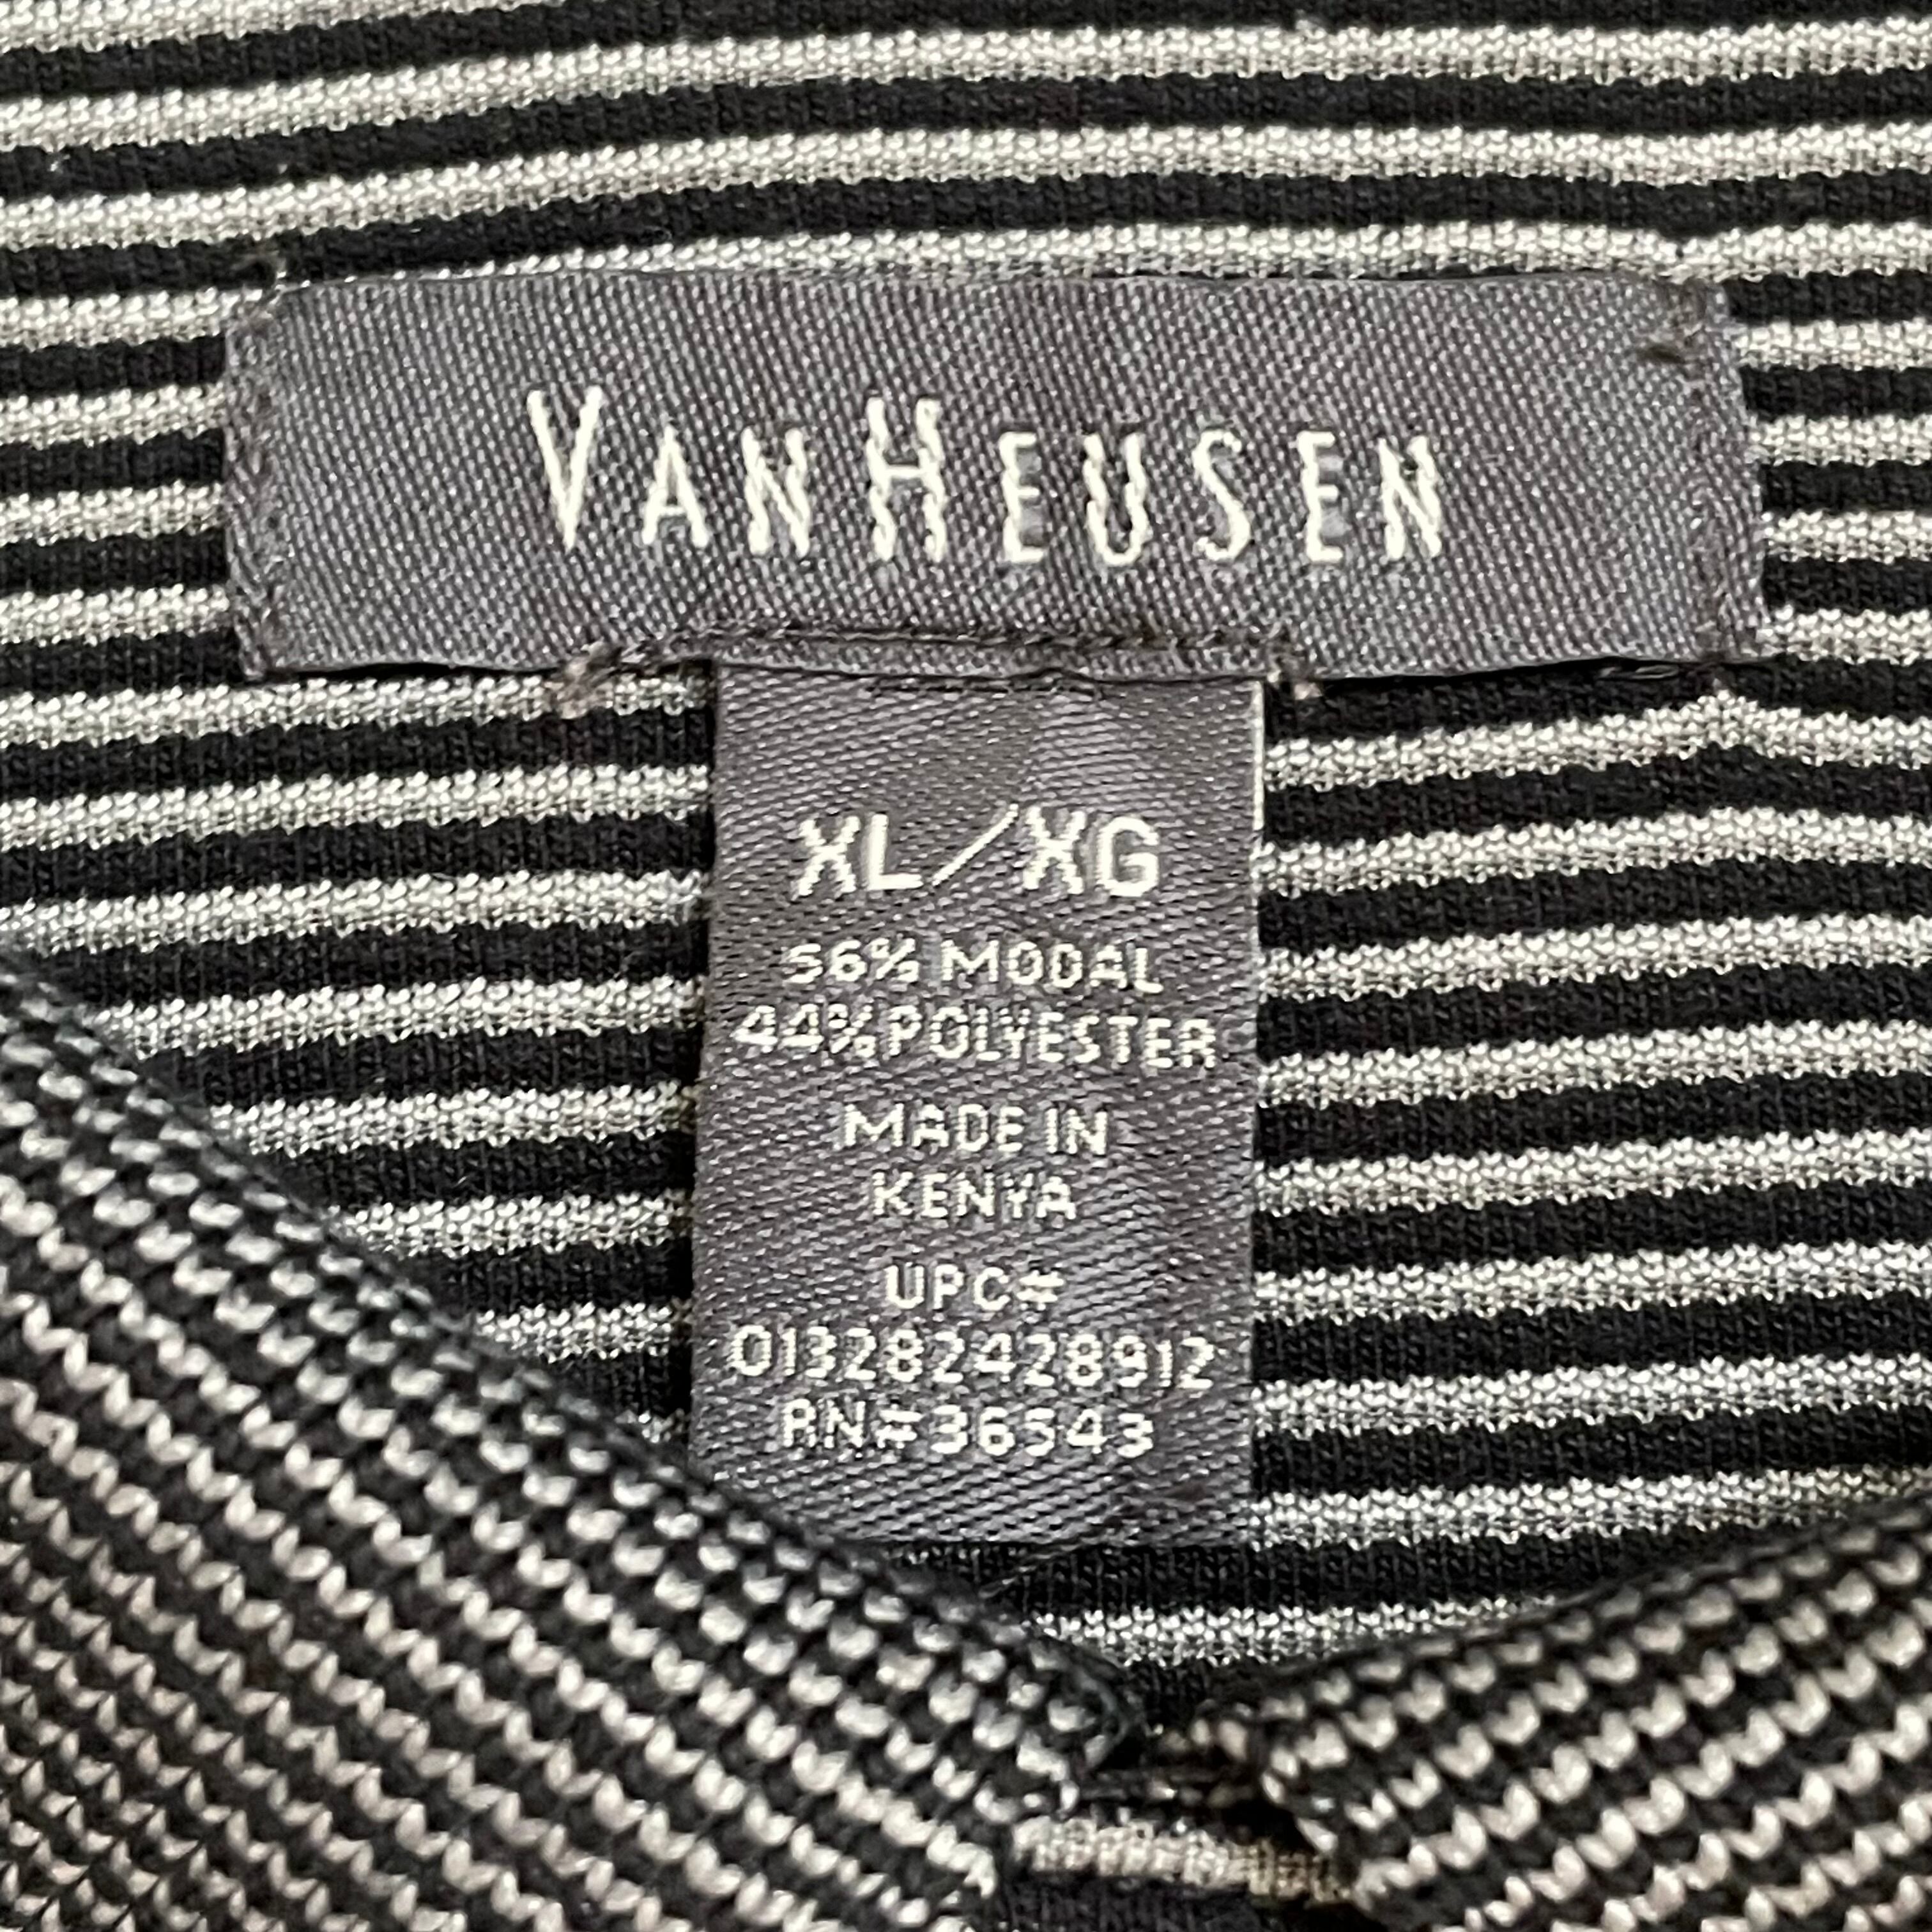 VANHEUSEN
XL/XG
56% MODAL
44% POLYESTER
MADE IN
KENYA
UPC#
013282428912
RN#36543